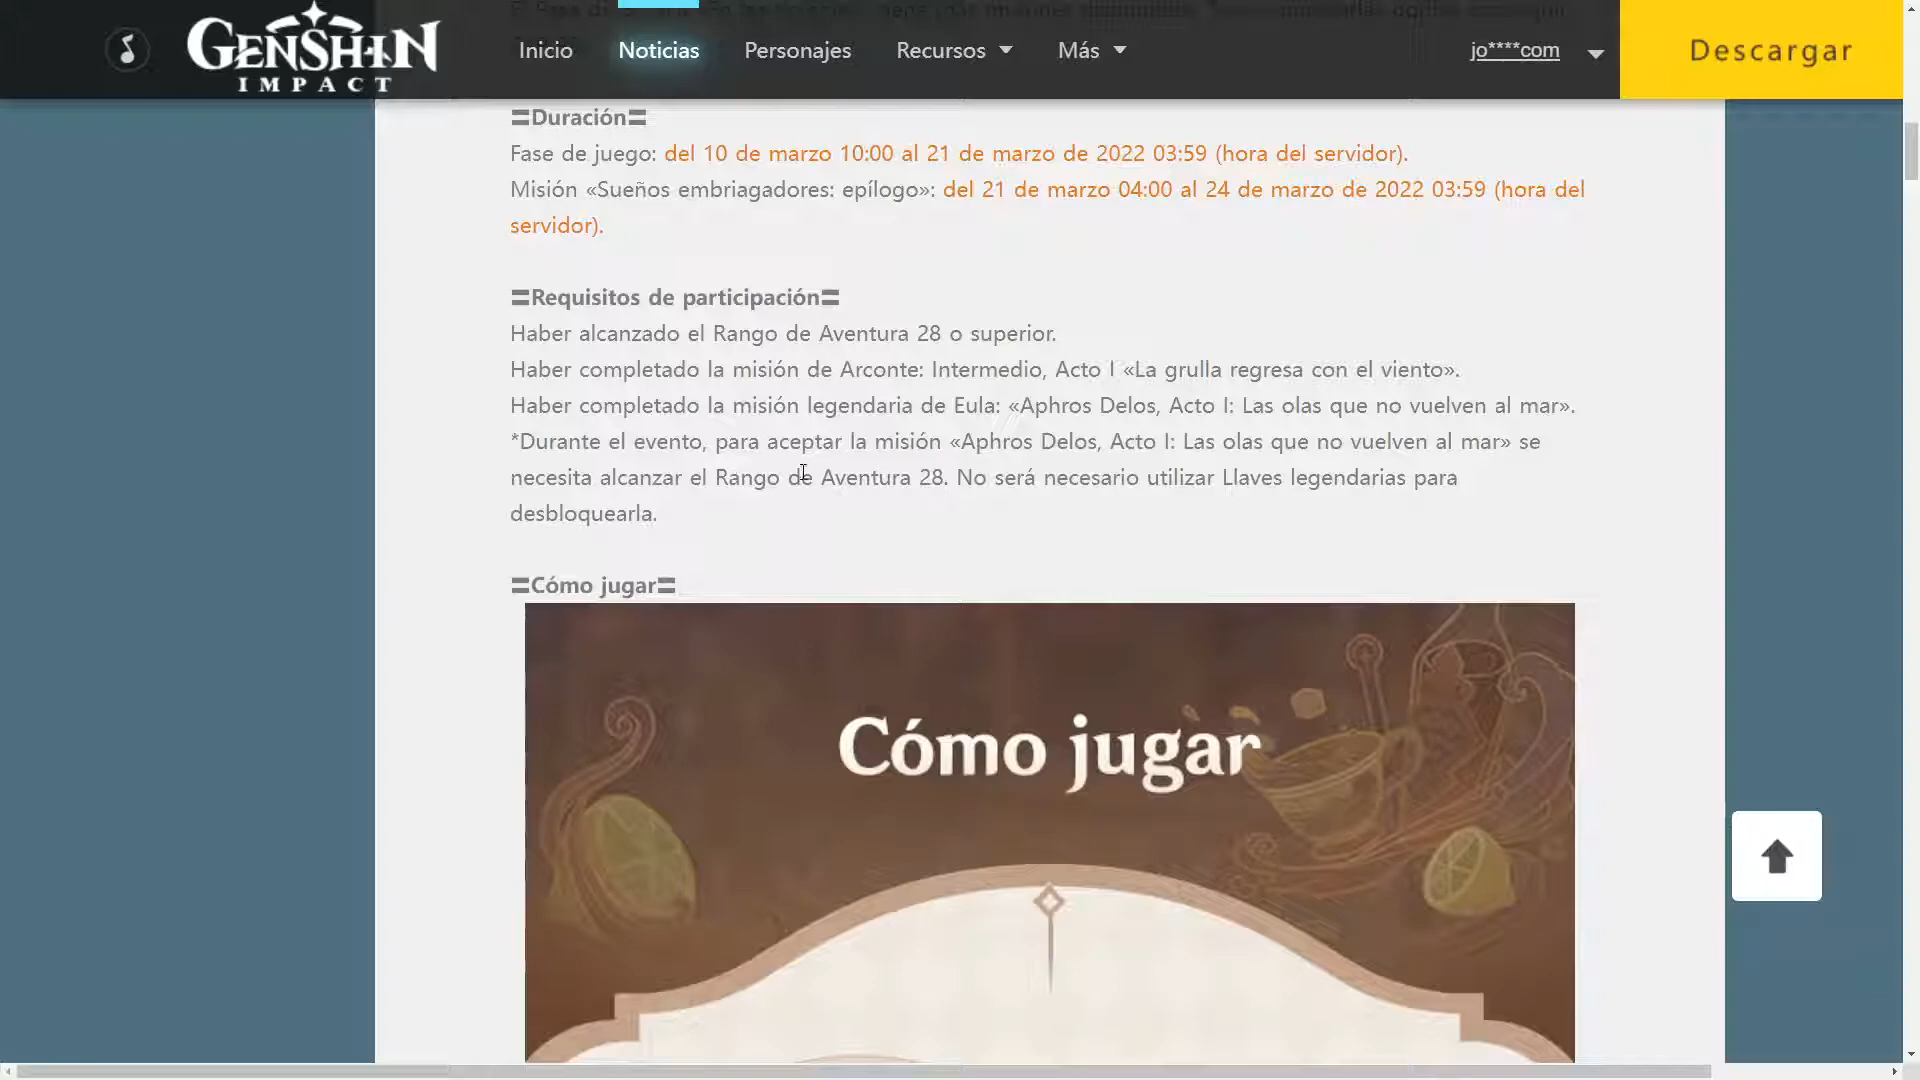 GENSHIN
IMPACT
Inicio Noticias Personajes Recursos Más jo****com Descargar
〓Duración〓
Fase de juego: del 10 de marzo 10:00 al 21 de marzo de 2022 03:59 (hora del servidor).
Misión «Sueños embriagadores: epílogo»: del 21 de marzo 04:00 al 24 de marzo de 2022 03:59 (hora del
servidor).
〓Requisitos de participación〓
Haber alcanzado el Rango de Aventura 28 o superior.
Haber completado la misión de Arconte: Intermedio, Acto I «La grulla regresa con el viento».
Haber completado la misión legendaria de Eula: «Aphros Delos, Acto I: Las olas que no vuelven al mar».
*Durante el evento, para aceptar la misión «Aphros Delos, Acto I: Las olas que no vuelven al mar» se
necesita alcanzar el Rango de Aventura 28. No será necesario utilizar Llaves legendarias para
desbloquearla.
〓Cómo jugar〓
Cómo jugar